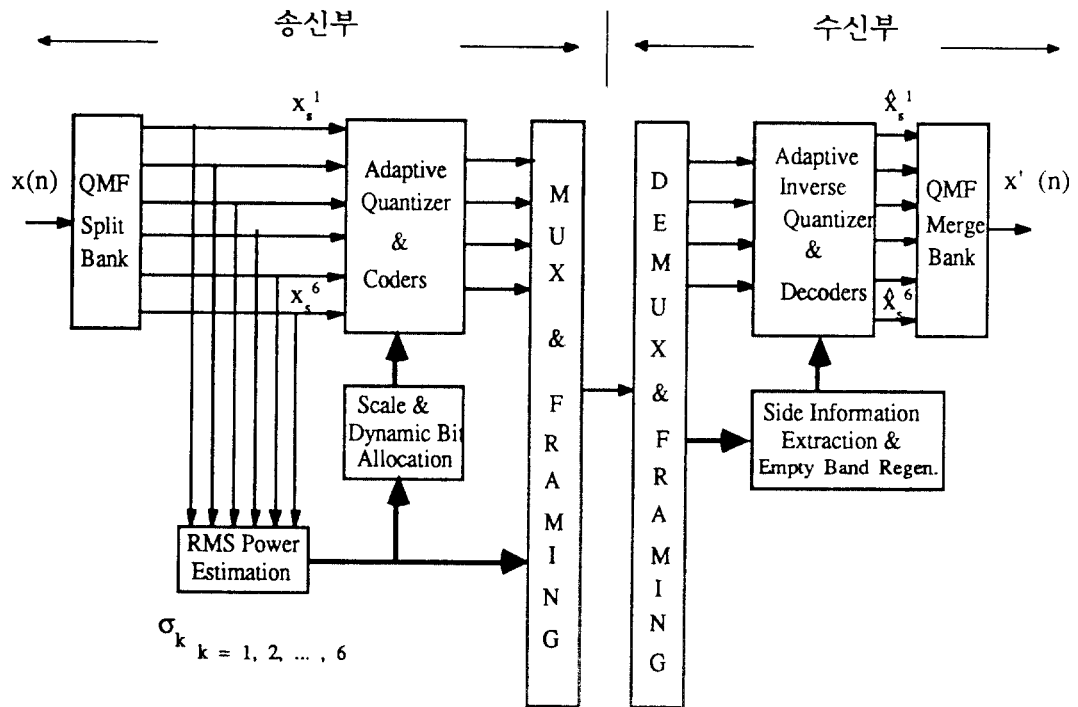 송신부
수신부
x(n)
QMF
Split
Bank
x_s^1
x_s^6
Adaptive
Quantizer
&
Coders
Scale &
Dynamic Bit
Allocation
RMS Power
Estimation
σ_k k = 1, 2, ... , 6
M
U
X
&
F
R
A
M
I
N
G
D
E
M
U
X
&
F
R
A
M
I
N
G
Adaptive
Inverse
Quantizer
&
Decoders
Side Information
Extraction &
Empty Band Regen.
x̂_s^1
x̂_s^6
QMF
Merge
Bank
x' (n)